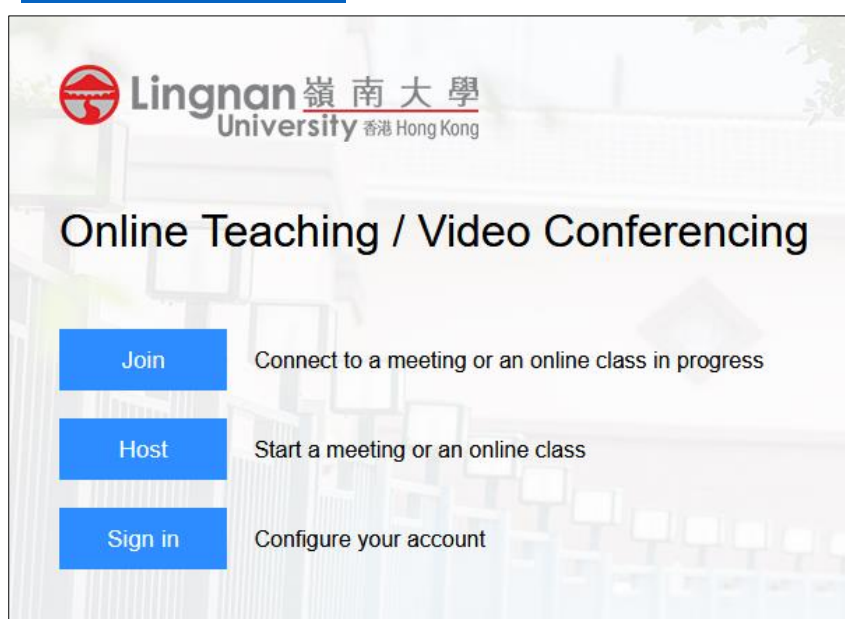 Lingnan 嶺南大學
University 香港 Hong Kong
Online Teaching / Video Conferencing
Join Connect to a meeting or an online class in progress
Host Start a meeting or an online class
Sign in Configure your account